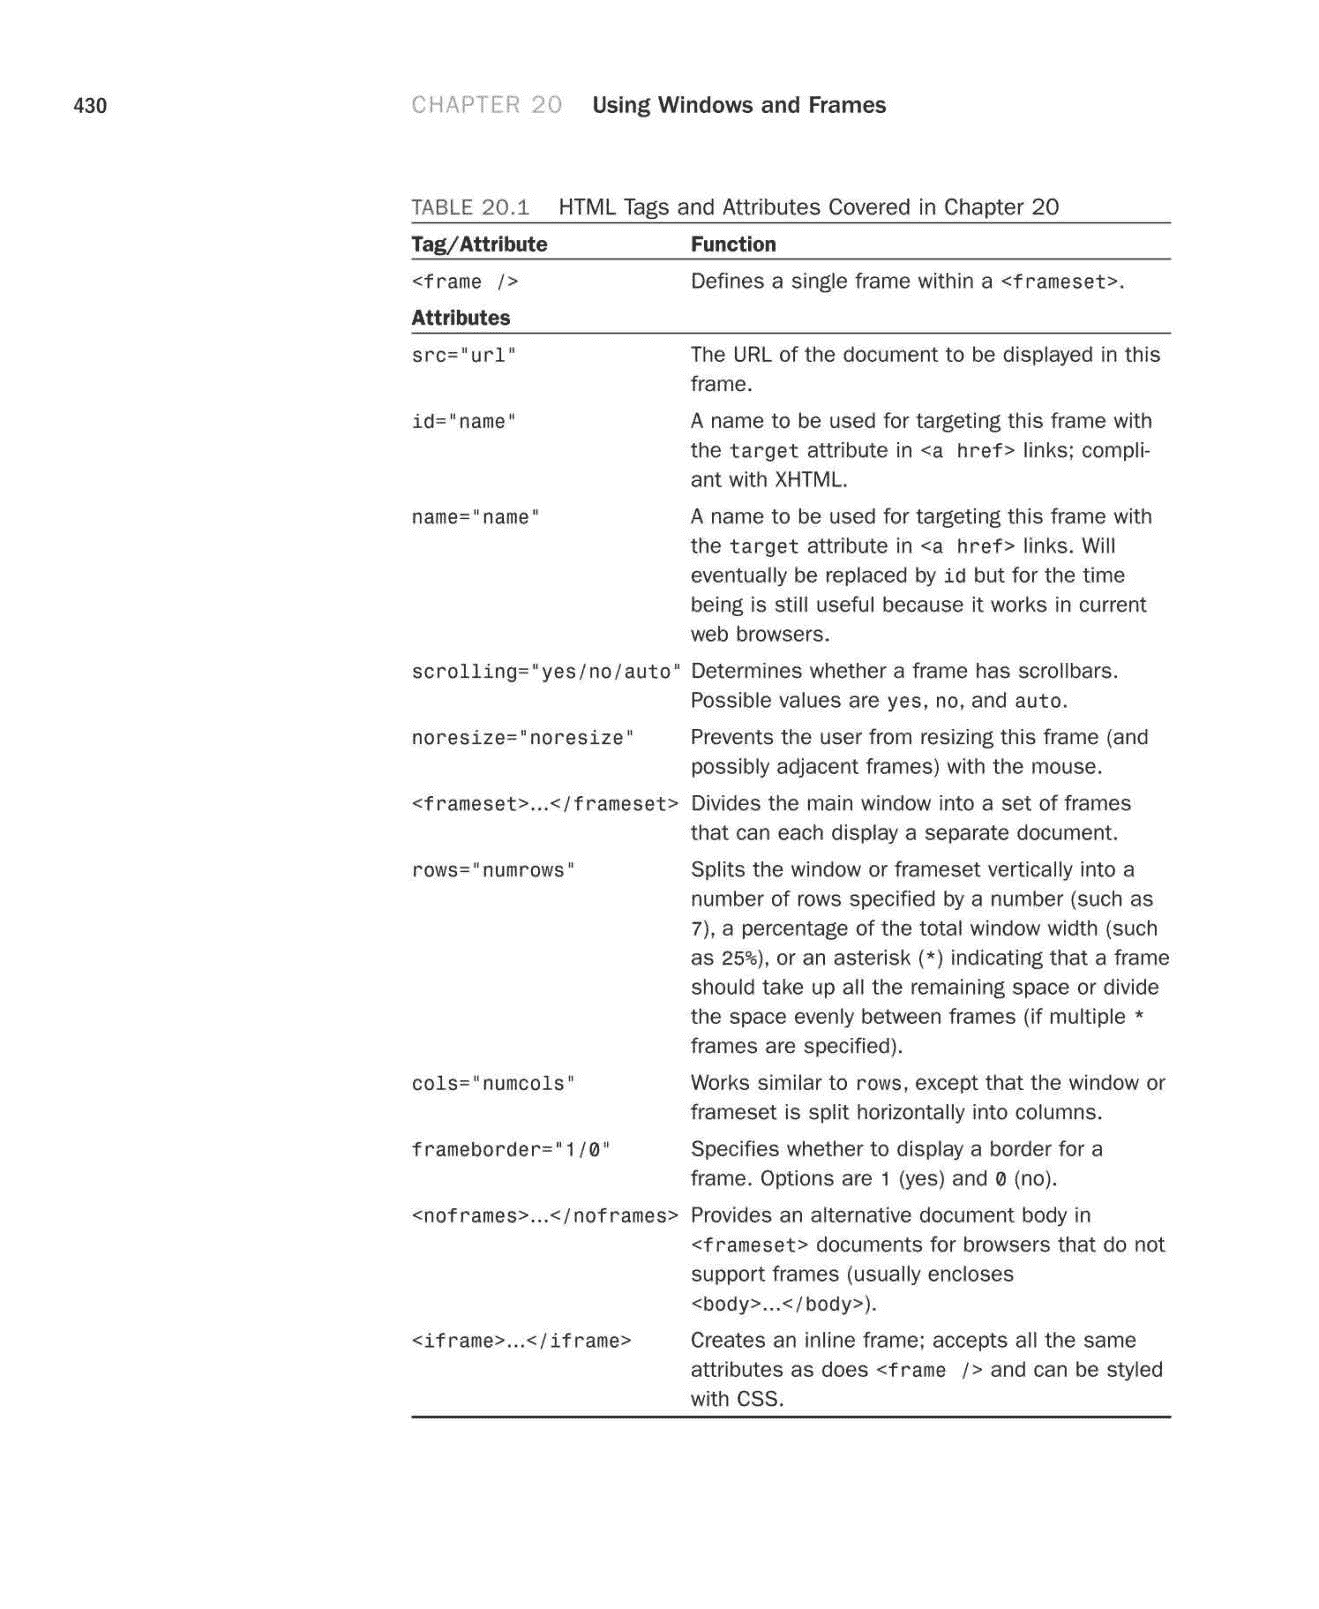 430 CHAPTER 20 Using Windows and Frames
TABLE 20.1 HTML Tags and Attributes Covered in Chapter 20
Tag/Attribute Function
<frame /> Defines a single frame within a <frameset>.
Attributes
src="url" The URL of the document to be displayed in this
frame.
id="name" A name to be used for targeting this frame with
the target attribute in <a href> links; compli-
ant with XHTML.
name="name" A name to be used for targeting this frame with
the target attribute in <a href> links. Will
eventually be replaced by id but for the time
being is still useful because it works in current
web browsers.
scrolling="yes/no/auto" Determines whether a frame has scrollbars.
Possible values are yes, no, and auto.
noresize="noresize" Prevents the user from resizing this frame (and
possibly adjacent frames) with the mouse.
<frameset>...</frameset> Divides the main window into a set of frames
that can each display a separate document.
rows="numrows" Splits the window or frameset vertically into a
number of rows specified by a number (such as
7), a percentage of the total window width (such
as 25%), or an asterisk (*) indicating that a frame
should take up all the remaining space or divide
the space evenly between frames (if multiple *
frames are specified).
cols="numcols" Works similar to rows, except that the window or
frameset is split horizontally into columns.
frameborder="1/0" Specifies whether to display a border for a
frame. Options are 1 (yes) and 0 (no).
<noframes>...</noframes> Provides an alternative document body in
<frameset> documents for browsers that do not
support frames (usually encloses
<body>...</body>).
<iframe>...</iframe> Creates an inline frame; accepts all the same
attributes as does <frame /> and can be styled
with CSS.